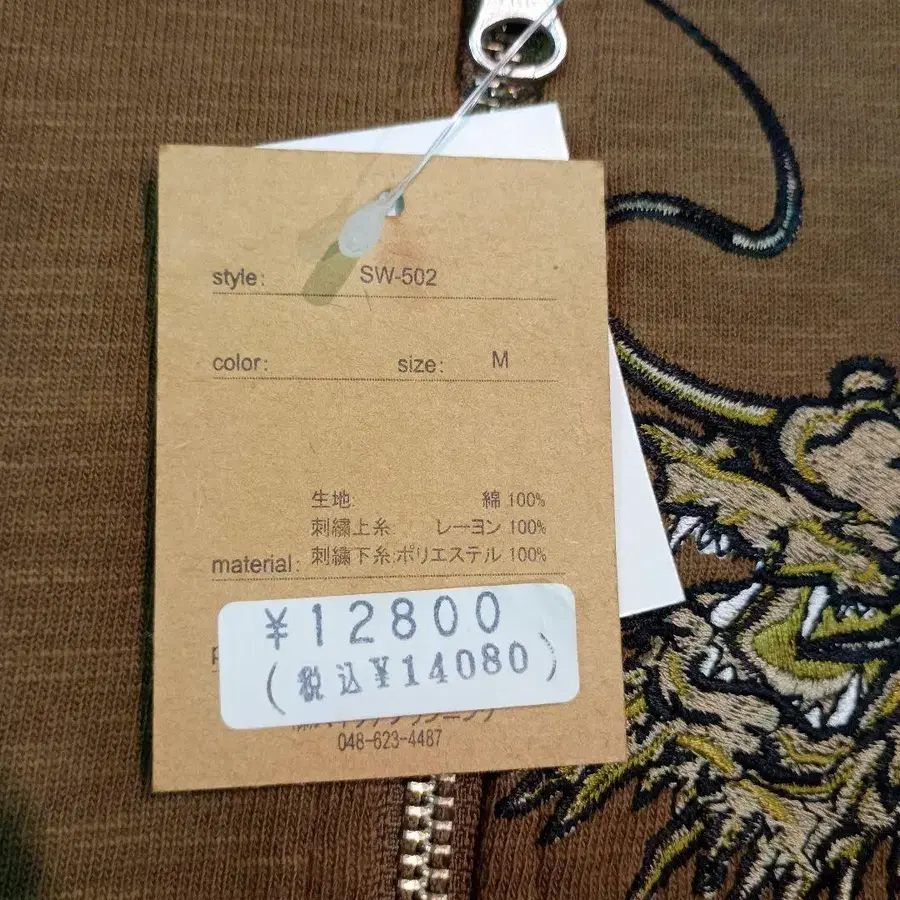 style: SW-502
color: size: M
生地: 綿 100%
刺繍上糸: レーヨン 100%
material: 刺繍下糸:ポリエステル 100%
¥12800
(税込¥14080)
048-623-4487